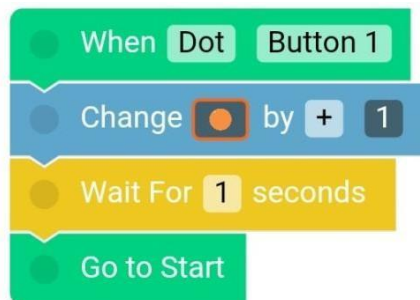 When Dot Button 1
Change by + 1
Wait For 1 seconds
Go to Start